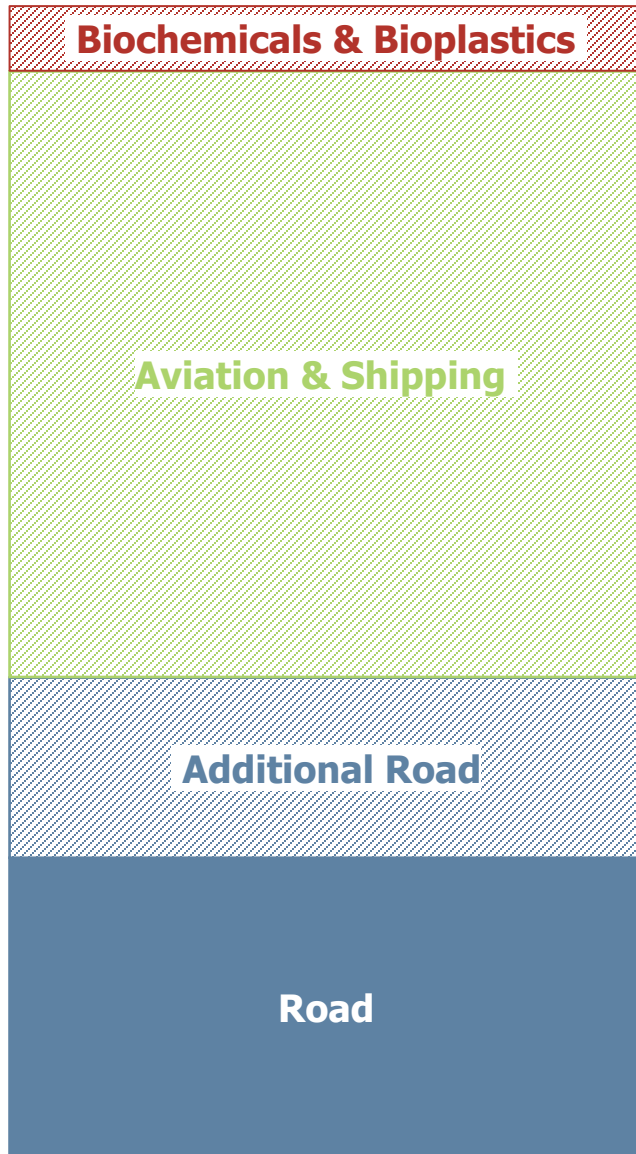 Biochemicals & Bioplastics
Aviation & Shipping
Additional Road
Road